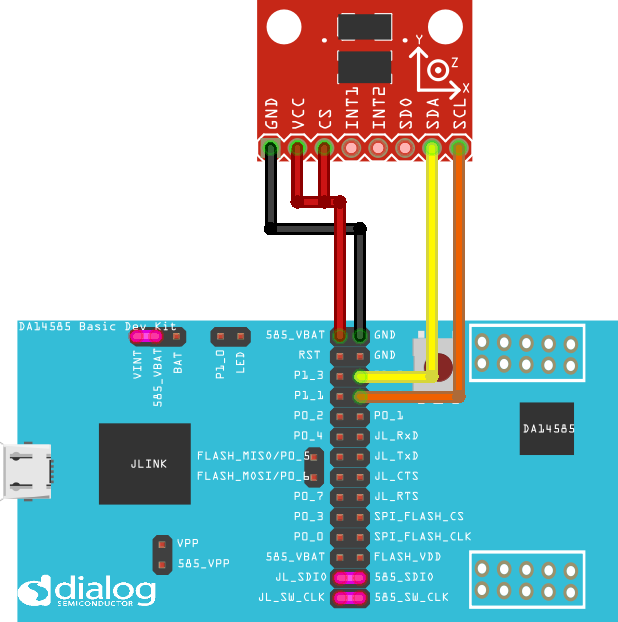 Y
Z
X
GND
VCC
CS
INT1
INT2
SDO
SDA
SCL
DA14585 Basic Dev Kit
VINT
585_VBAT
BAT
P1_0
LED
585_VBAT GND
RST GND
P1_3
P1_1
P0_2 P0_1
P0_4 JL_RxD
FLASH_MISO/P0_5 JL_TxD
FLASH_MOSI/P0_6 JL_CTS
P0_7 JL_RTS
P0_3 SPI_FLASH_CS
P0_0 SPI_FLASH_CLK
585_VBAT FLASH_VDD
JL_SDIO 585_SDIO
JL_SW_CLK 585_SW_CLK
JLINK
DA14585
VPP
585_VPP
dialog
SEMICONDUCTOR